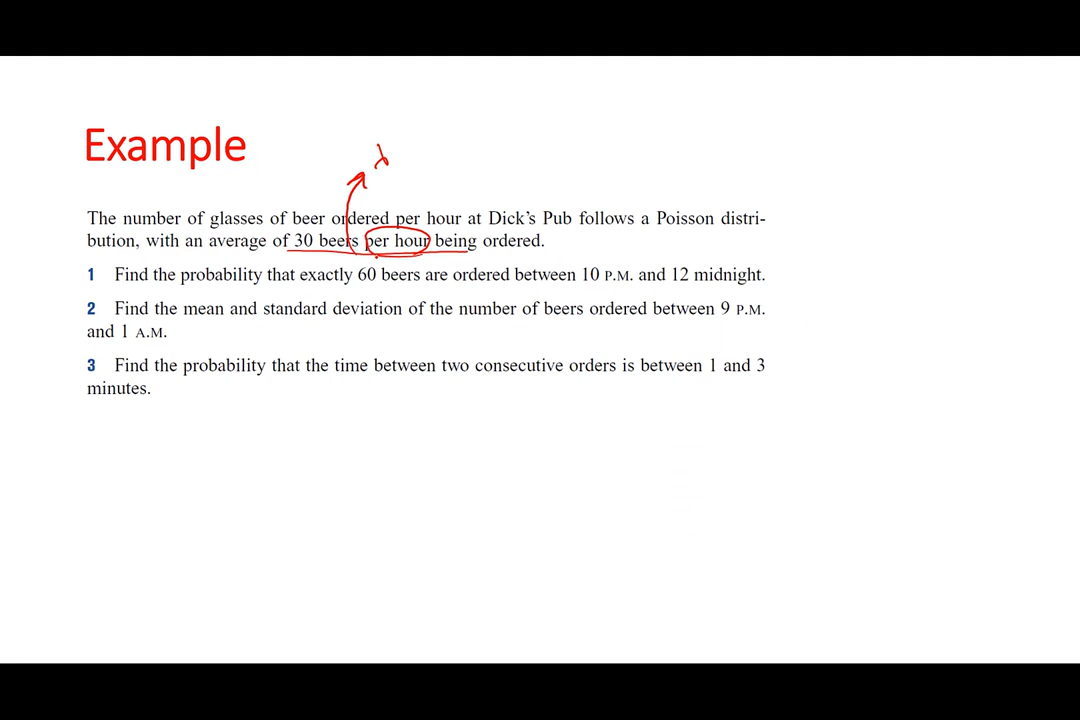 Example
λ
The number of glasses of beer ordered per hour at Dick's Pub follows a Poisson distri-
bution, with an average of 30 beers per hour being ordered.
1 Find the probability that exactly 60 beers are ordered between 10 P.M. and 12 midnight.
2 Find the mean and standard deviation of the number of beers ordered between 9 P.M.
and 1 A.M.
3 Find the probability that the time between two consecutive orders is between 1 and 3
minutes.